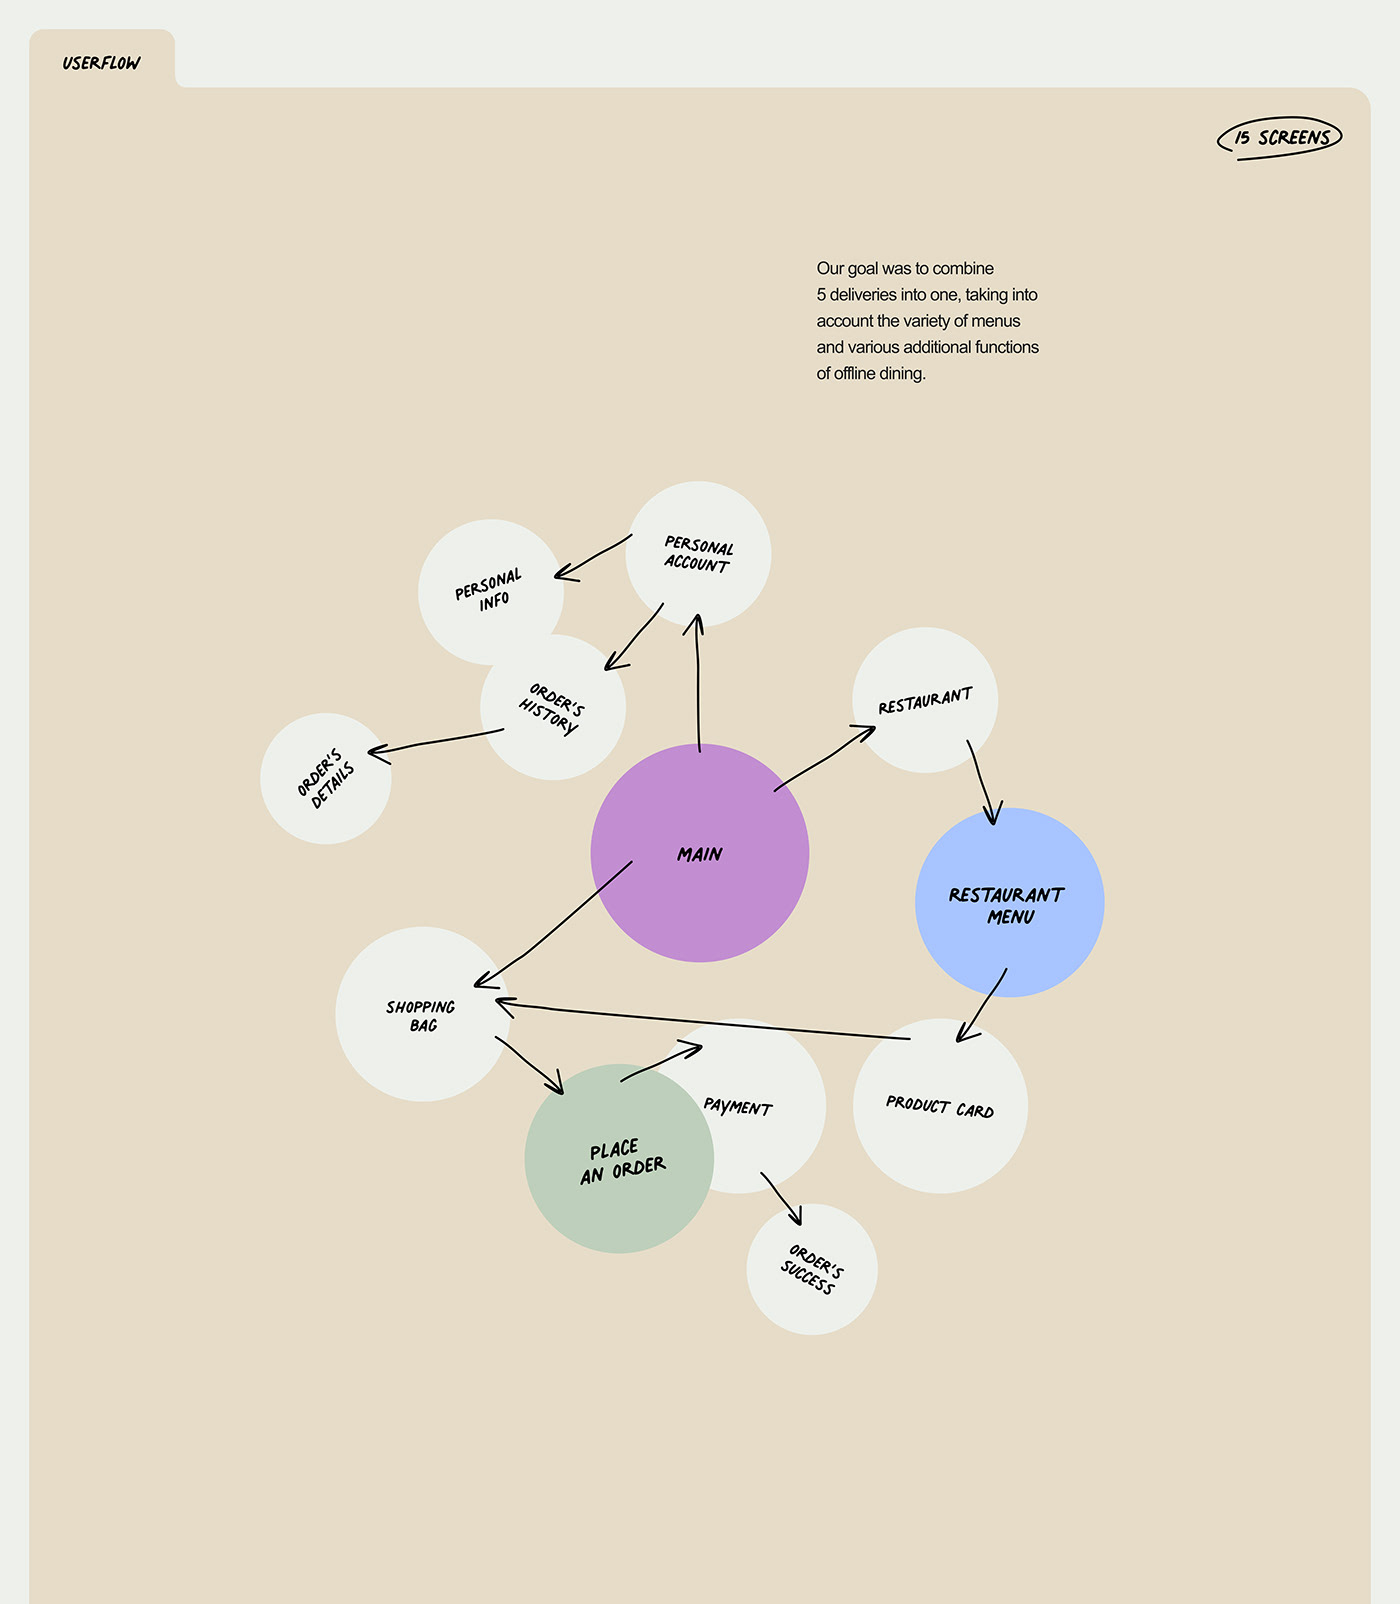 USERFLOW
15 SCREENS
Our goal was to combine
5 deliveries into one, taking into
account the variety of menus
and various additional functions
of offline dining.
PERSONAL
ACCOUNT
PERSONAL
INFO
ORDER'S
HISTORY
ORDER'S
DETAILS
RESTAURANT
MAIN
RESTAURANT
MENU
SHOPPING
BAG
PAYMENT
PRODUCT CARD
PLACE
AN ORDER
ORDER'S
SUCCESS